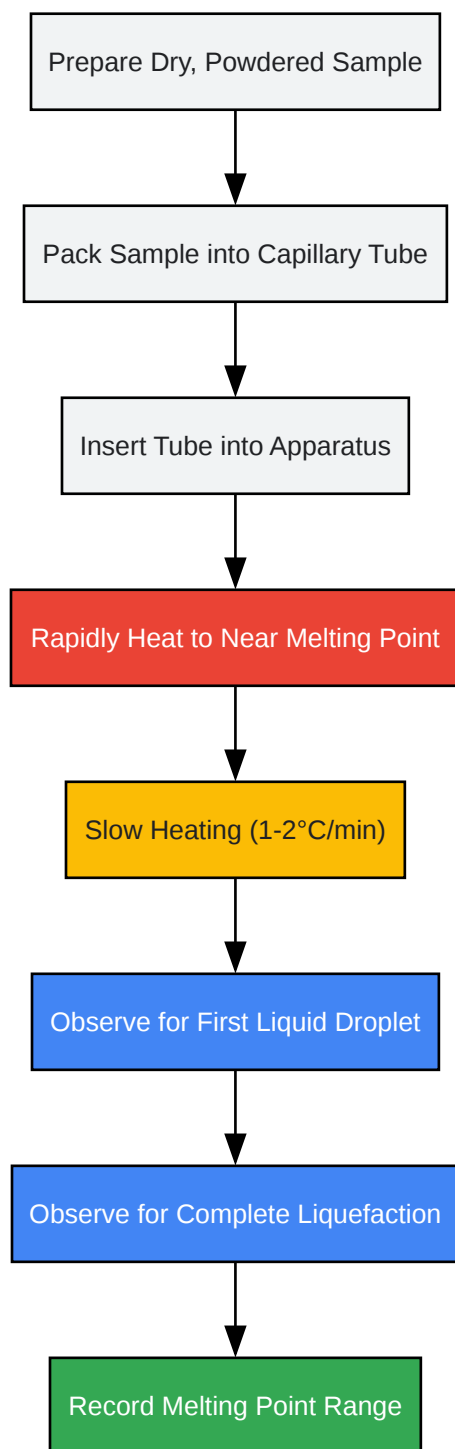 Prepare Dry, Powdered Sample
Pack Sample into Capillary Tube
Insert Tube into Apparatus
Rapidly Heat to Near Melting Point
Slow Heating (1-2°C/min)
Observe for First Liquid Droplet
Observe for Complete Liquefaction
Record Melting Point Range